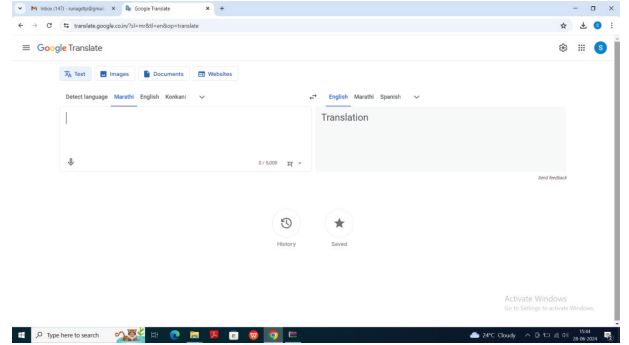 Inbox (147) - runagdtp@gmai
Google Translate
translate.google.co.in/?sl=mr&tl=en&op=translate
Google Translate
S
Text
Images
Documents
Websites
Detect language Marathi English Konkani
English Marathi Spanish
Translation
0 / 5,000
Send feedback
History
Saved
Activate Windows
Go to Settings to activate Windows.
Type here to search
24°C Cloudy
15:44
28-06-2024